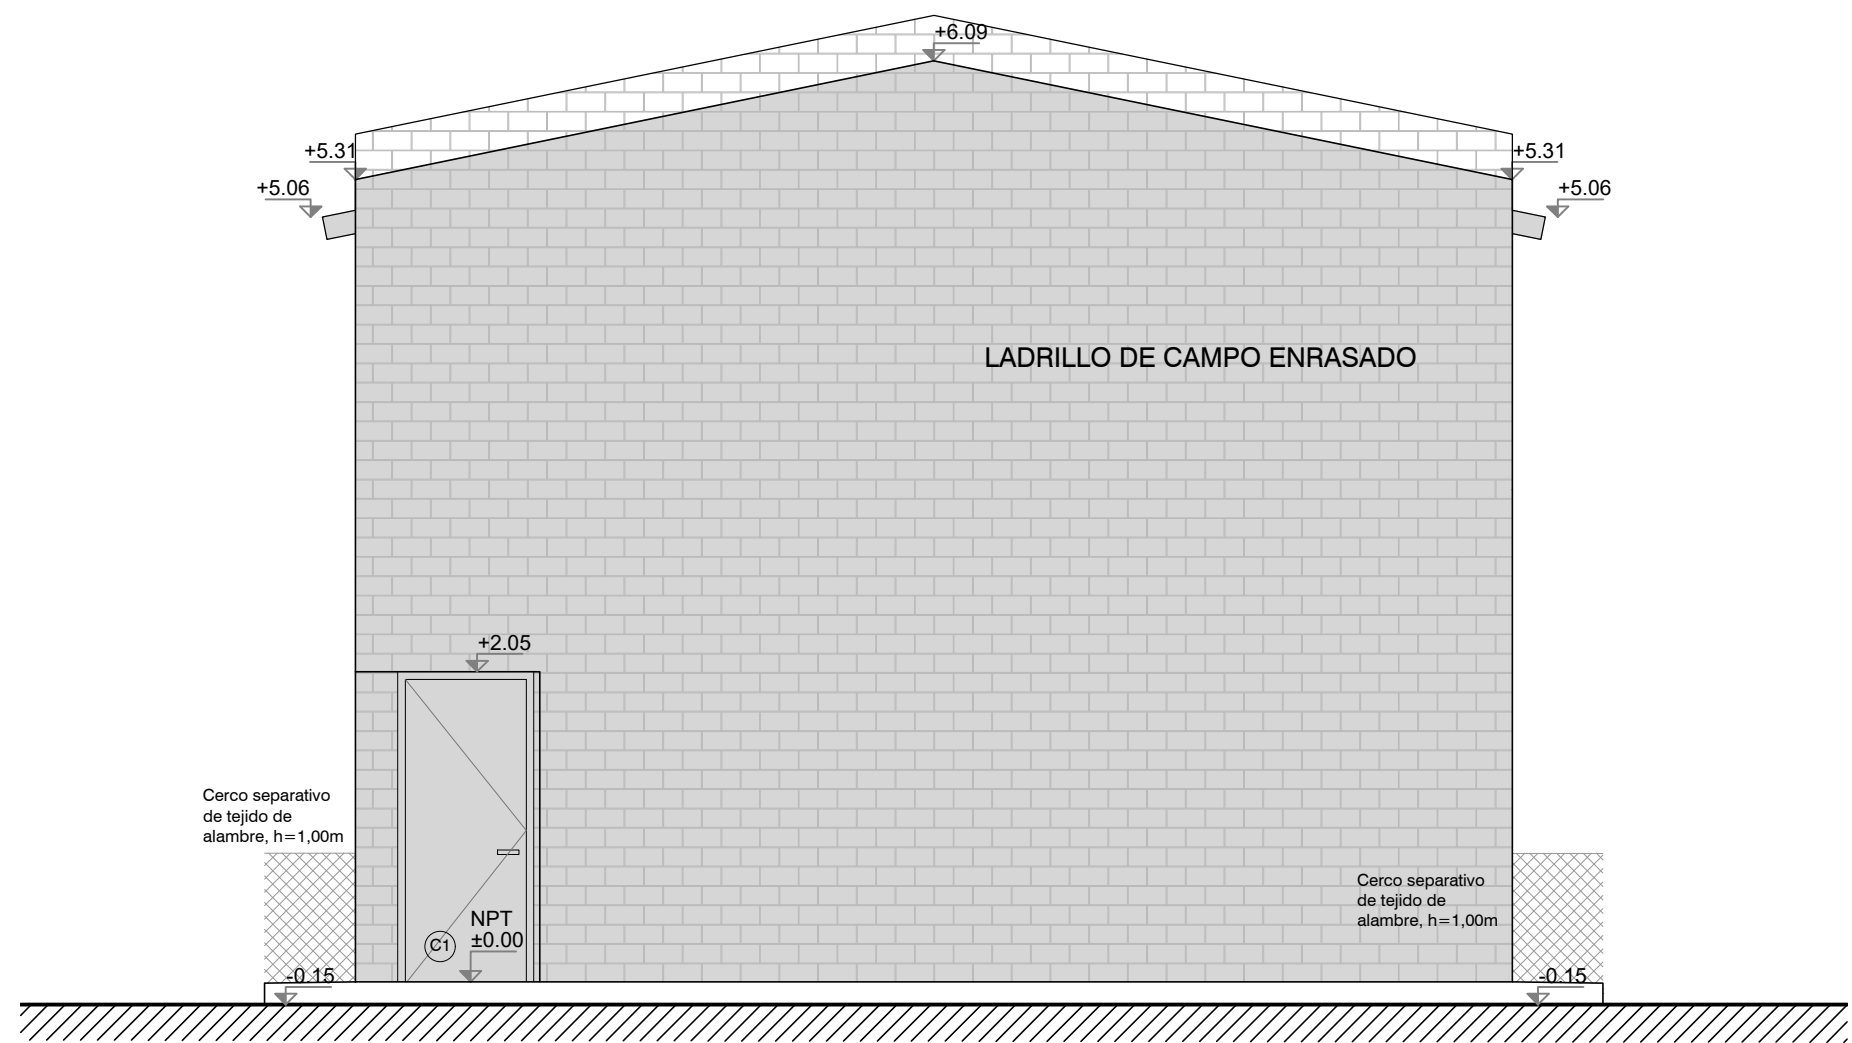 +6.09
+5.31
+5.31
+5.06
+5.06
LADRILLO DE CAMPO ENRASADO
+2.05
Cerco separativo
de tejido de
alambre, h=1,00m
Cerco separativo
de tejido de
alambre, h=1,00m
NPT
±0.00
C1
-0.15
-0.15